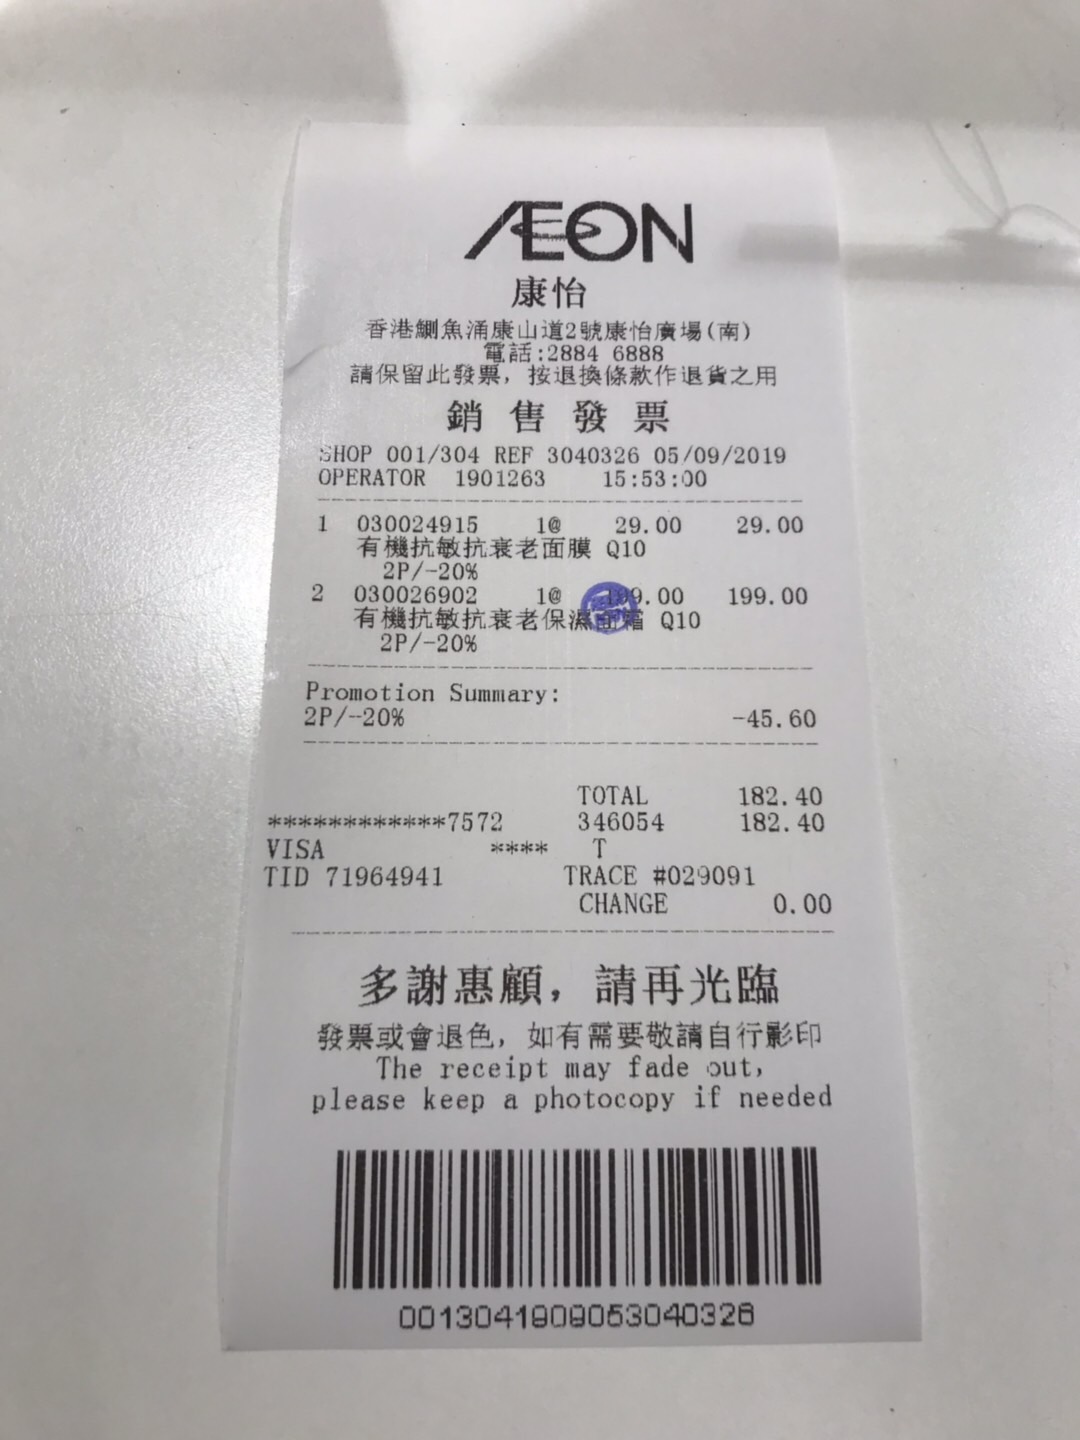 ÆON
康怡
香港鰂魚涌康山道2號康怡廣場(南)
電話:2884 6888
請保留此發票，按退換條款作退貨之用
銷售發票
SHOP 001/304 REF 3040326 05/09/2019
OPERATOR 1901263 15:53:00
1 030024915 1@ 29.00 29.00
有機抗敏抗衰老面膜 Q10
2P/-20%
2 030026902 1@ 199.00 199.00
有機抗敏抗衰老保濕面霜 Q10
2P/-20%
Promotion Summary:
2P/-20% -45.60
TOTAL 182.40
************7572 346054 182.40
VISA **** T
TID 71964941 TRACE #029091
CHANGE 0.00
多謝惠顧，請再光臨
發票或會退色，如有需要敬請自行影印
The receipt may fade out,
please keep a photocopy if needed
0013041909053040326